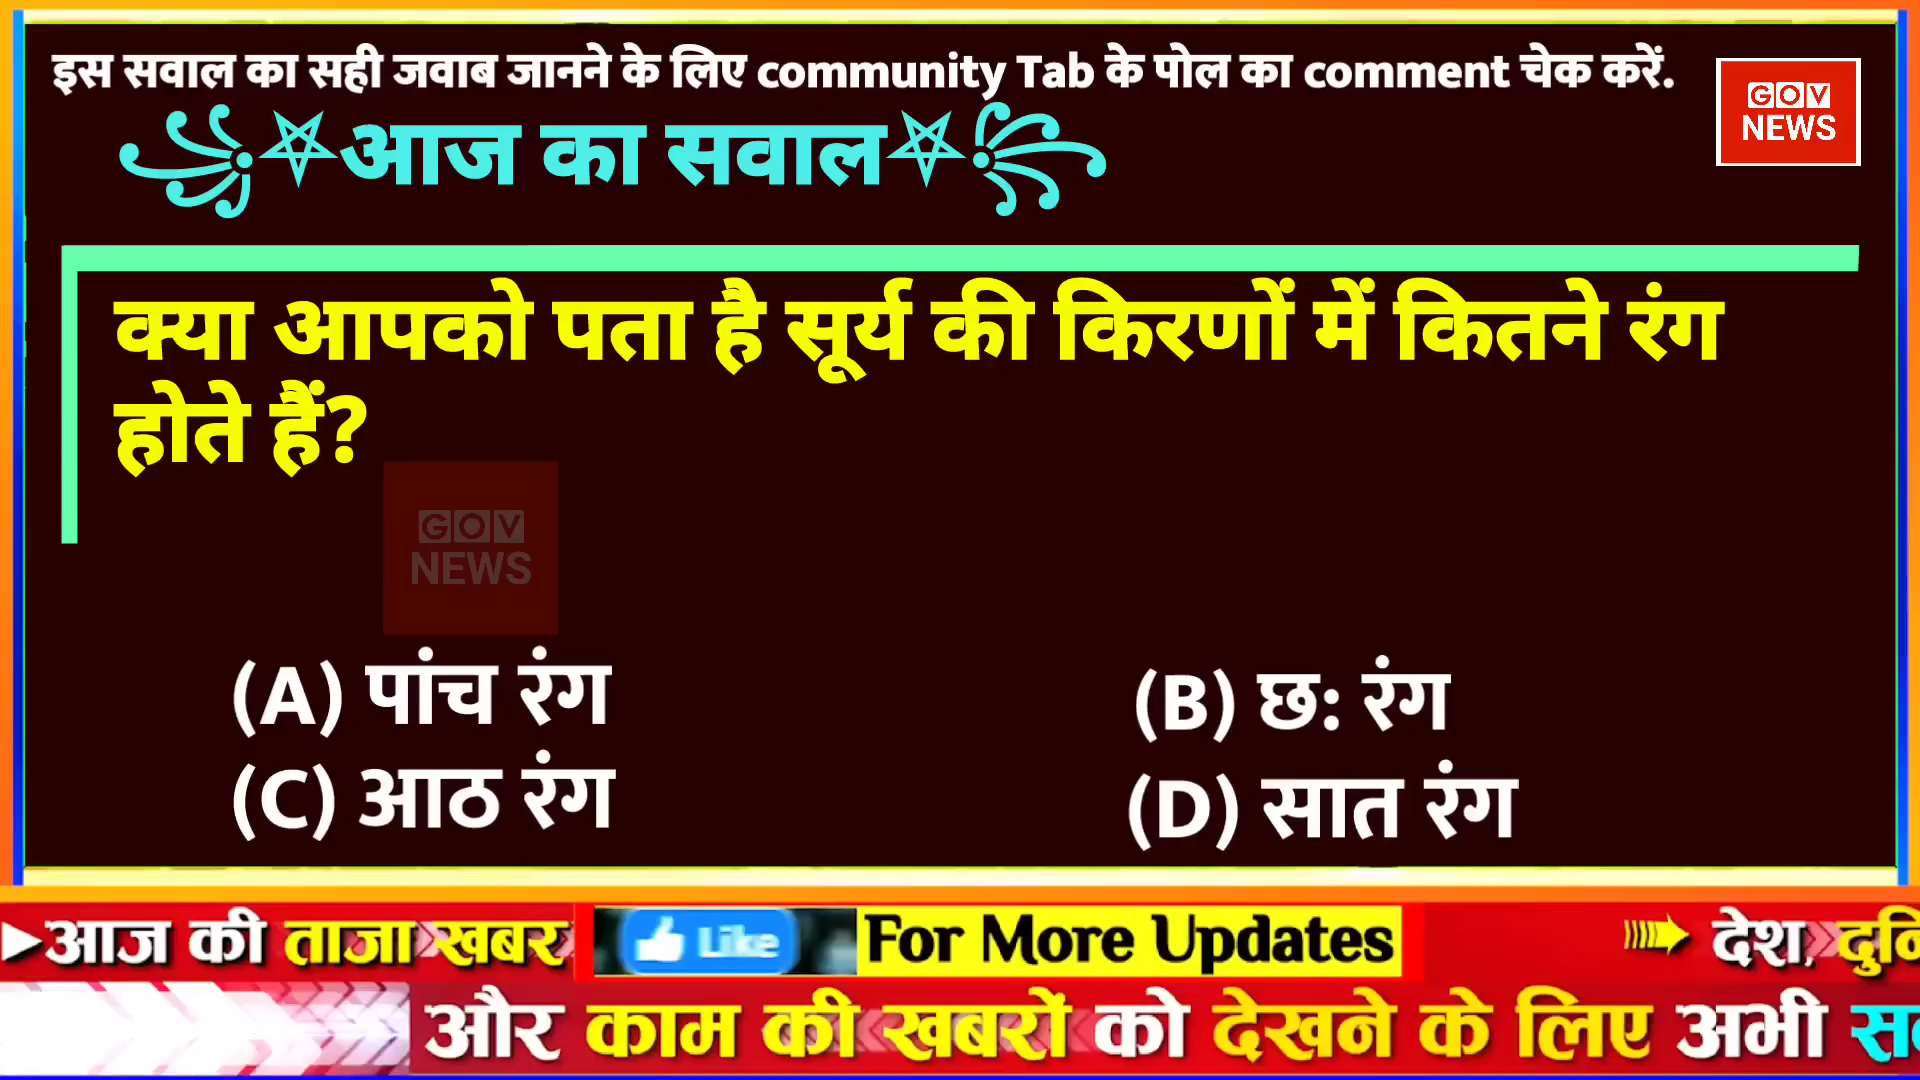 इस सवाल का सही जवाब जानने के लिए community Tab के पोल का comment चेक करें.
GOV
NEWS
आज का सवाल
क्या आपको पता है सूर्य की किरणों में कितने रंग
होते हैं?
GOV
NEWS
(A) पांच रंग
(B) छ: रंग
(C) आठ रंग
(D) सात रंग
आज की ताजा खबर
Like
For More Updates
देश,
और काम की खबरों को देखने के लिए अभी